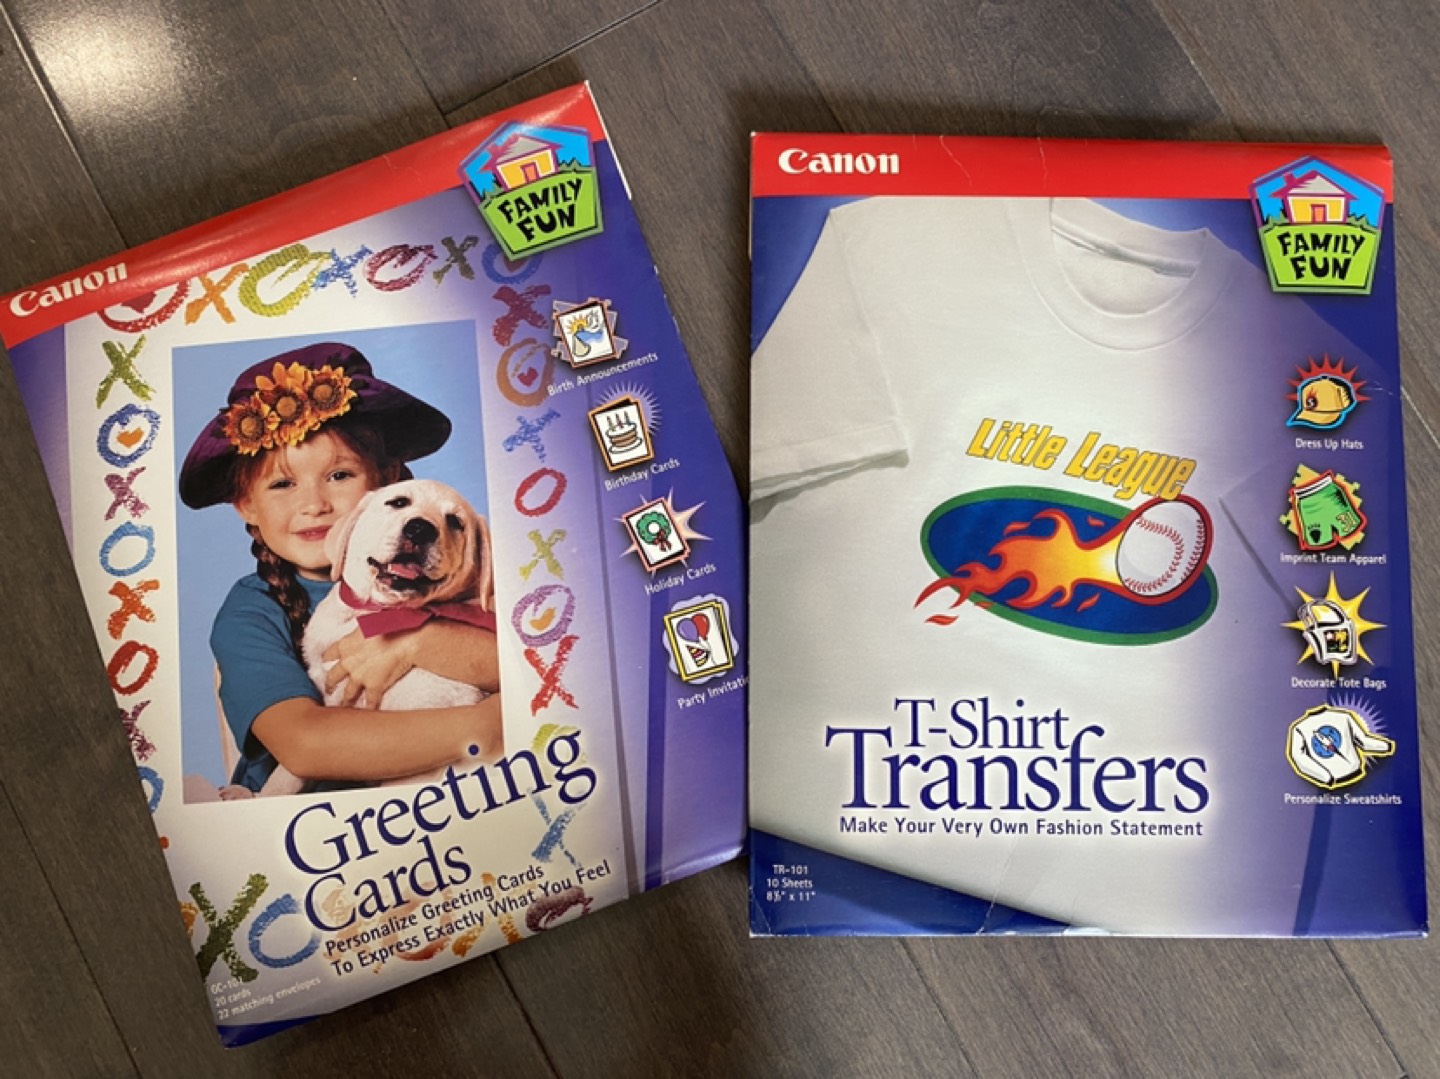 Canon
FAMILY
FUN
Birth Announcements
Birthday Cards
Holiday Cards
Party
Greeting
Cards
Personalize Greeting Cards
To Express Exactly What You Feel
20 cards
22 matching envelopes
Canon
FAMILY
FUN
Little League
Dress Up Hats
31
Imprint Team Apparel
Decorate Tote Bags
Personalize Sweatshirts
T-Shirt
Transfers
Make Your Very Own Fashion Statement
TR-101
10 Sheets
8½" x 11"